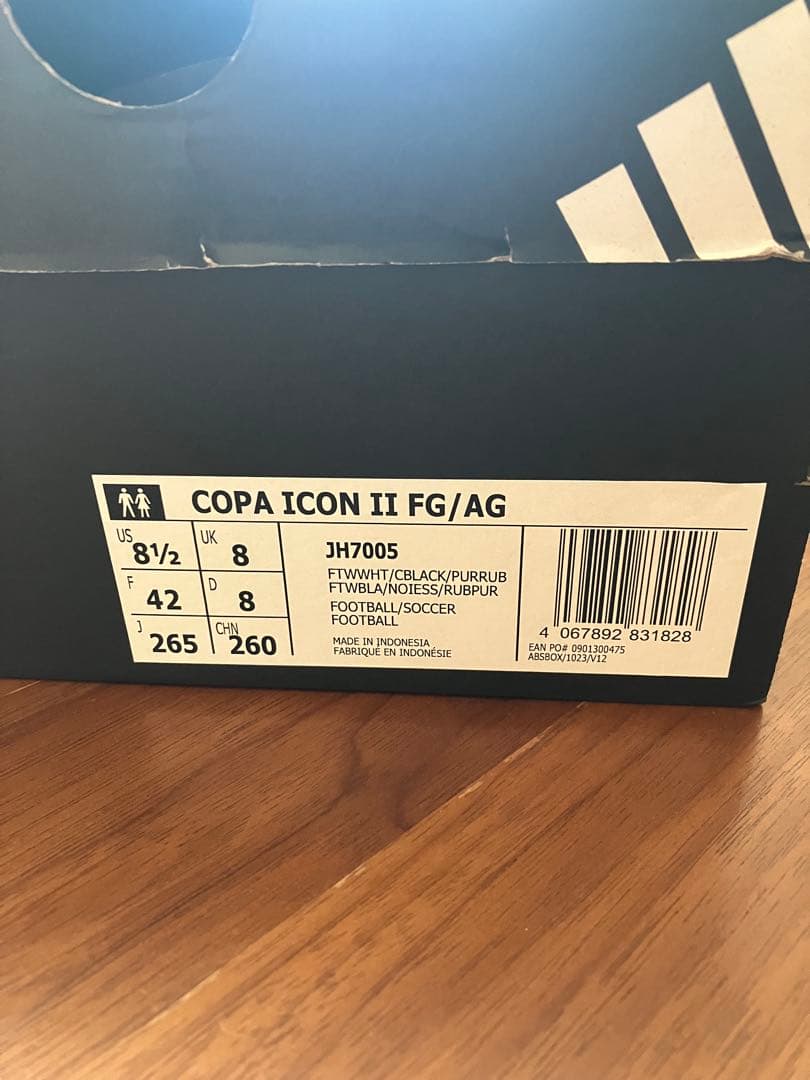 COPA ICON II FG/AG
US 8½ UK 8
F 42 D 8
J 265 CHN 260
JH7005
FTWWHT/CBLACK/PURRUB
FTWBLA/NOIESS/RUBPUR
FOOTBALL/SOCCER
FOOTBALL
MADE IN INDONESIA
FABRIQUÉ EN INDONÉSIE
4 067892 831828
EAN PO# 0901300475
ABSBOX/1023/V12